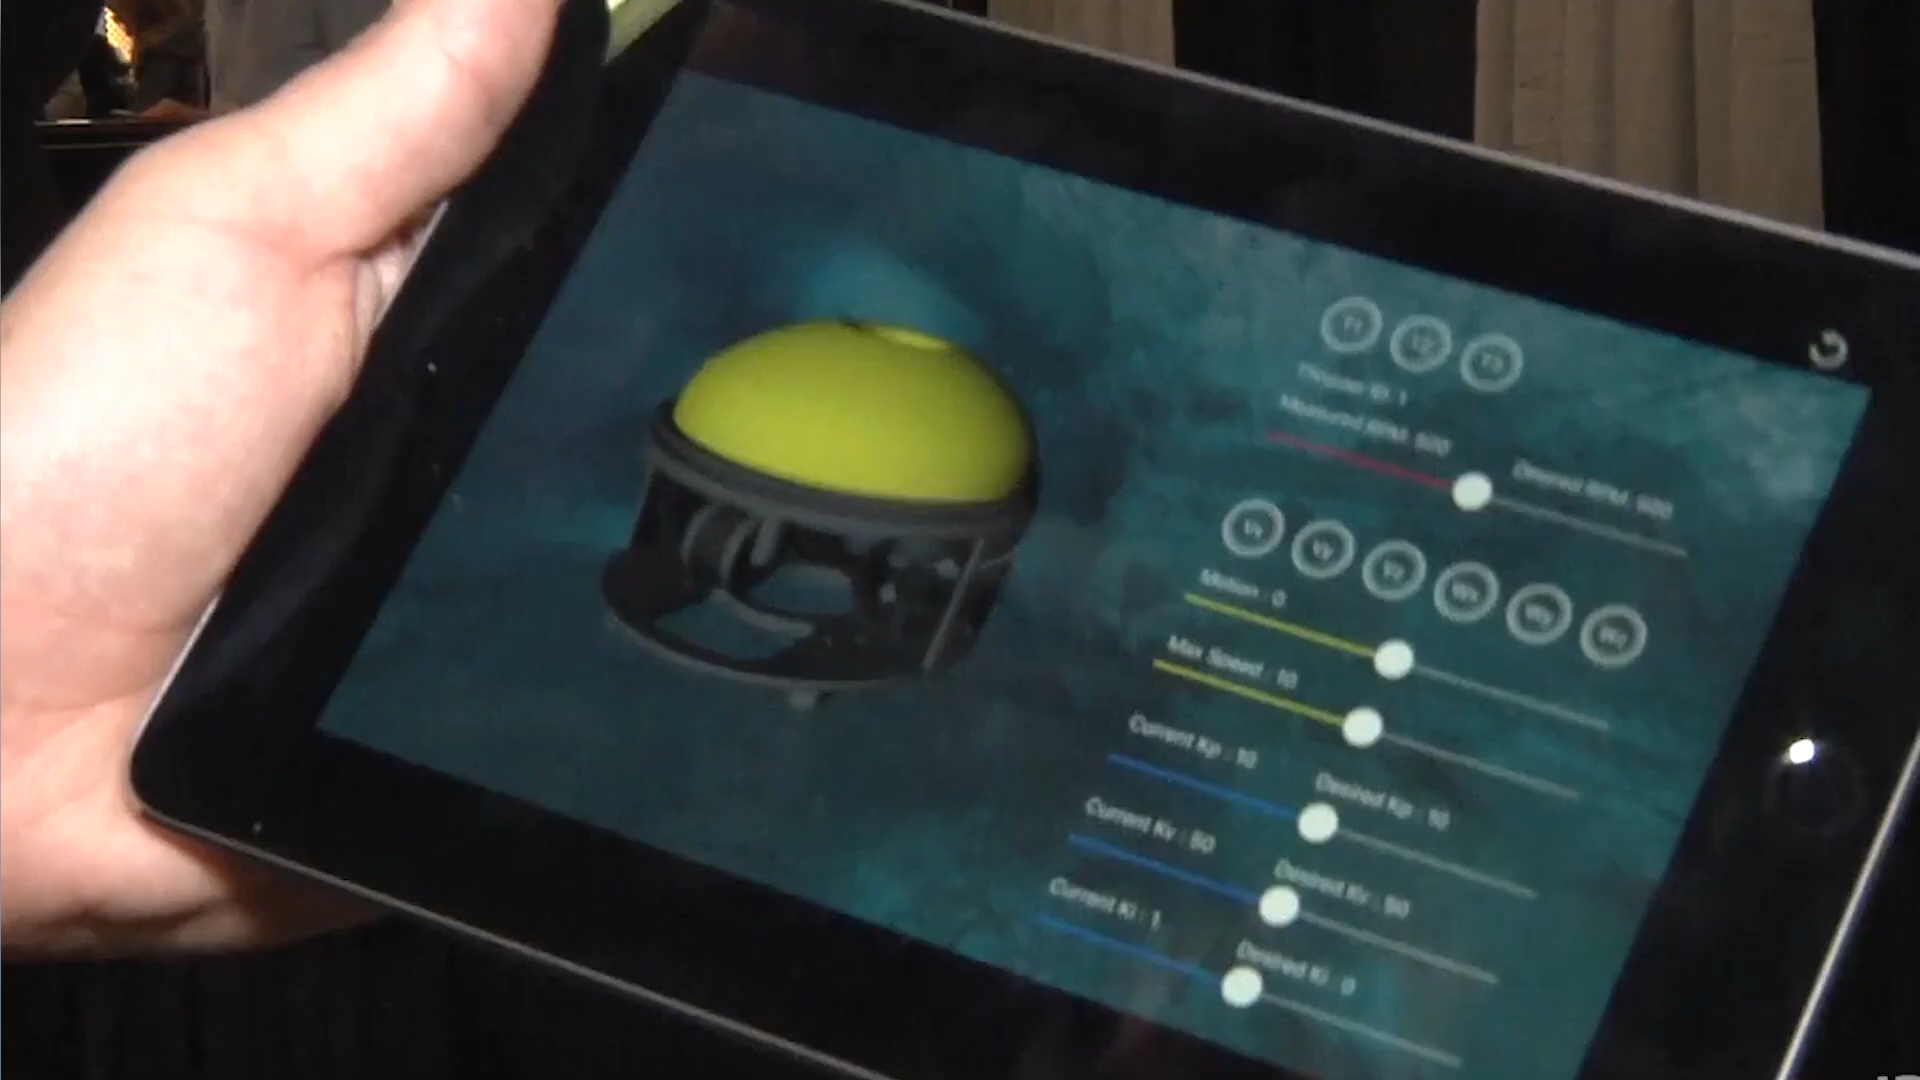 T1 T2 T3
Thruster ID: 1
Measured RPM: 500
Desired RPM: 500
Vx Vy Vz Wx Wy Wz
Motion : 0
Max Speed : 10
Current Kp : 10
Desired Kp : 10
Current Kv : 50
Desired Kv : 50
Current Ki : 1
Desired Ki : 0